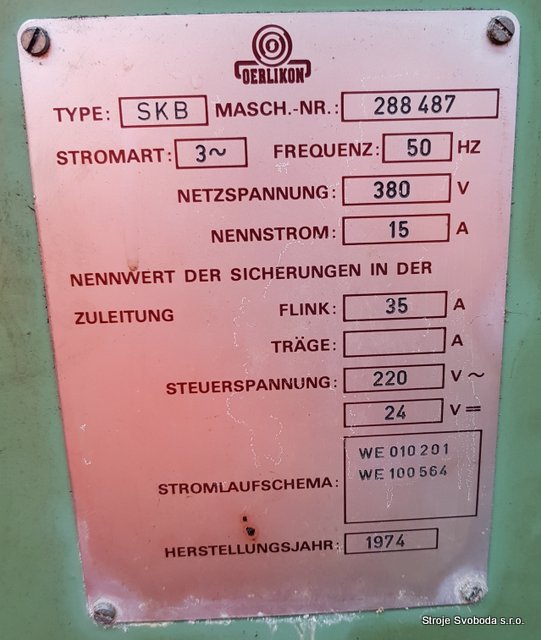 OERLIKON
TYPE: SKB MASCH.-NR.: 288 487
STROMART: 3~ FREQUENZ: 50 HZ
NETZSPANNUNG: 380 V
NENNSTROM: 15 A
NENNWERT DER SICHERUNGEN IN DER
ZULEITUNG FLINK: 35 A
TRÄGE: A
STEUERSPANNUNG: 220 V ~
24 V =
WE 010 201
WE 100 564
STROMLAUFSCHEMA:
HERSTELLUNGSJAHR: 1974
Stroje Svoboda s.r.o.